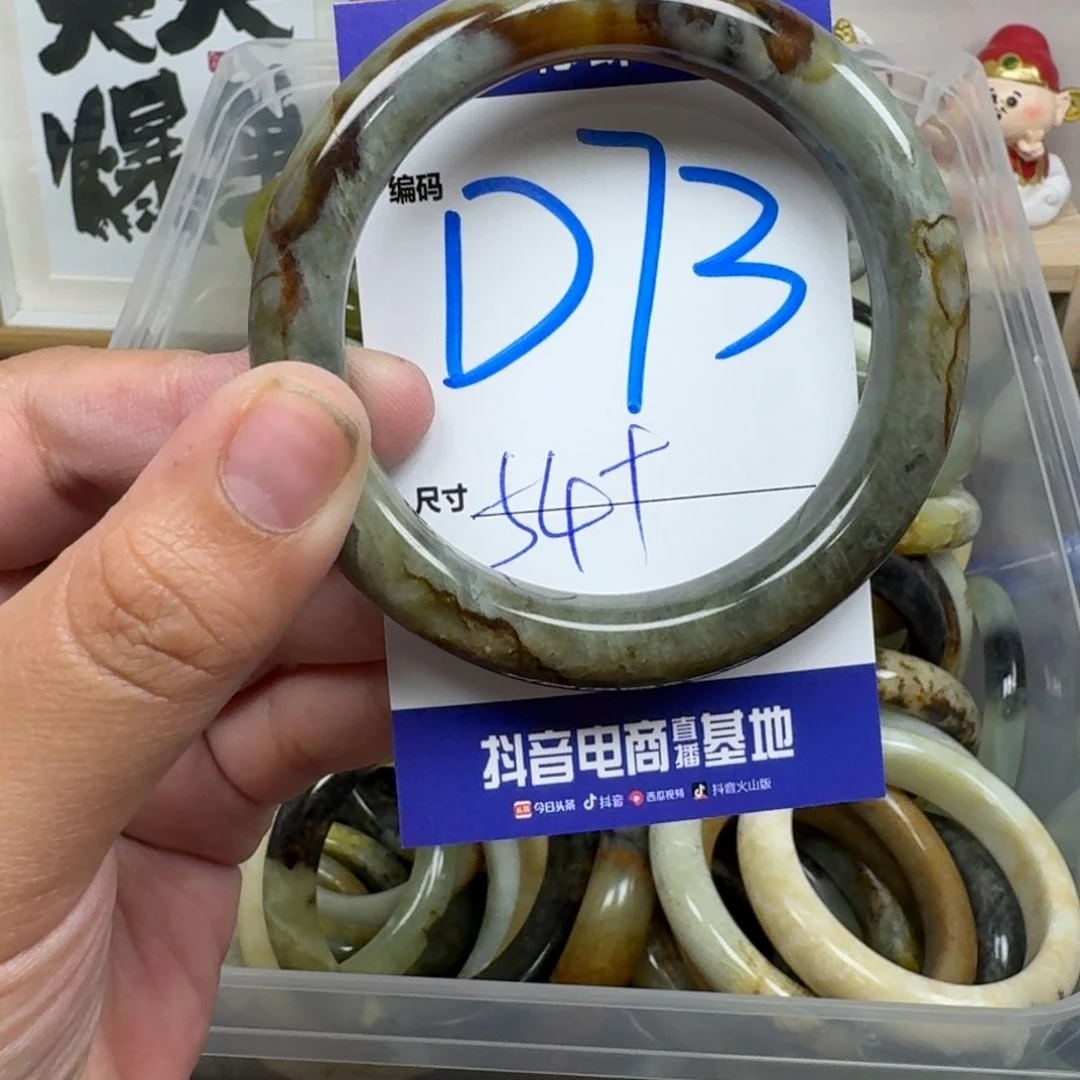 爆
编码 D73
尺寸 54+
抖音电商直播基地
今日头条 抖音 西瓜视频 抖音火山版